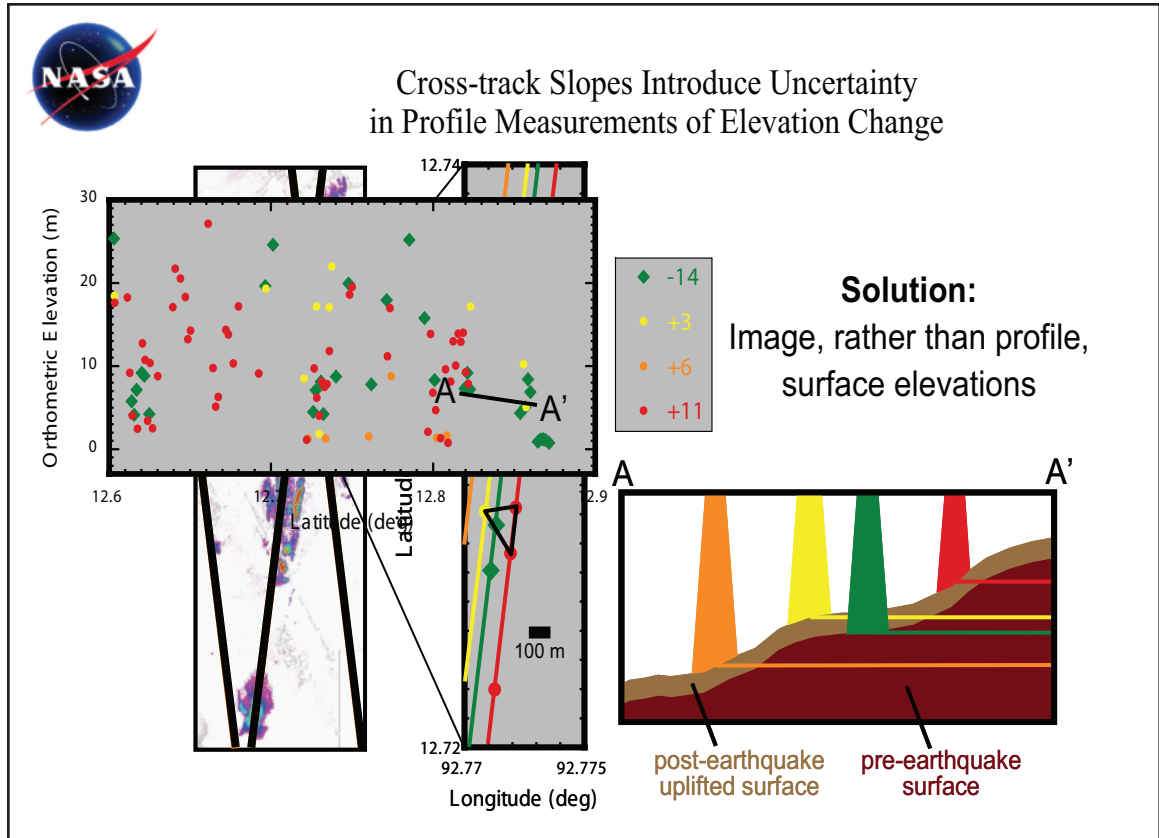 NASA
Cross-track Slopes Introduce Uncertainty
in Profile Measurements of Elevation Change
12.74
30
20
10
0
Orthometric Elevation (m)
12.6
12.7
12.8
12.9
Latitude (deg)
A
A'
-14
+3
+6
+11
Solution:
Image, rather than profile,
surface elevations
100 m
12.72
92.77
92.775
Longitude (deg)
A
A'
post-earthquake
uplifted surface
pre-earthquake
surface